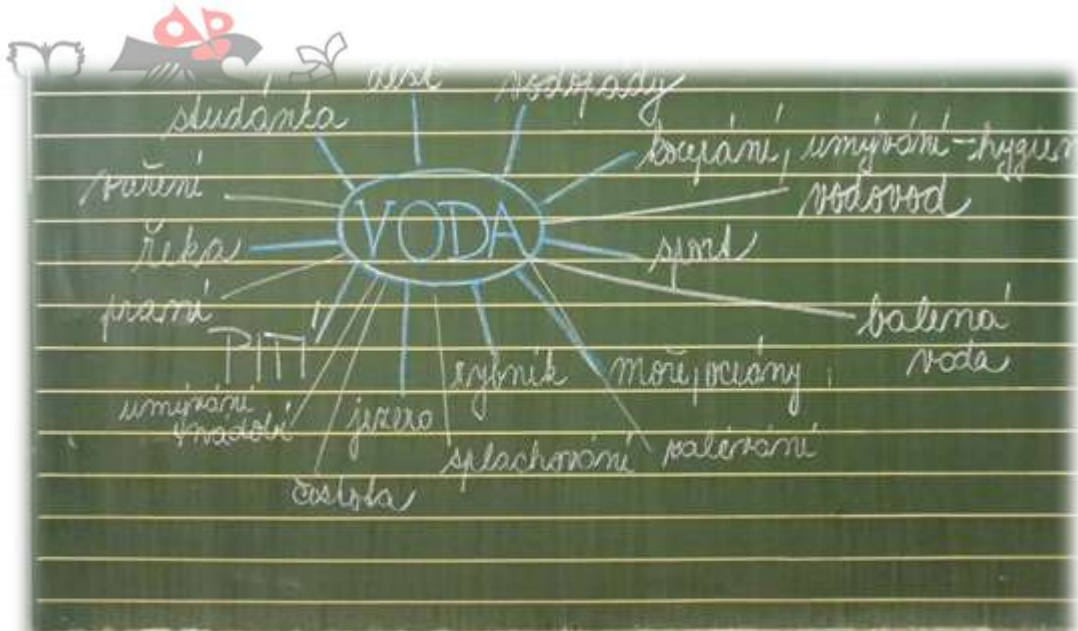 déšť
vodopády
studánka
koupání, umývání - hygien
vaření
VODA
vodovod
řeka
sport
praní
balená
voda
PITÍ
rybník
moře, oceány
umývání
nádobí
jezero
splachování
zalévání
čistota